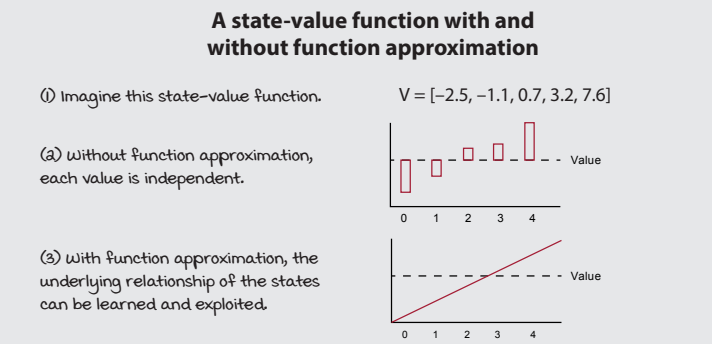 A state-value function with and
without function approximation
(1) Imagine this state-value function.
V = [–2.5, –1.1, 0.7, 3.2, 7.6]
(2) Without function approximation,
each value is independent.
Value
0 1 2 3 4
(3) With function approximation, the
underlying relationship of the states
can be learned and exploited.
Value
0 1 2 3 4